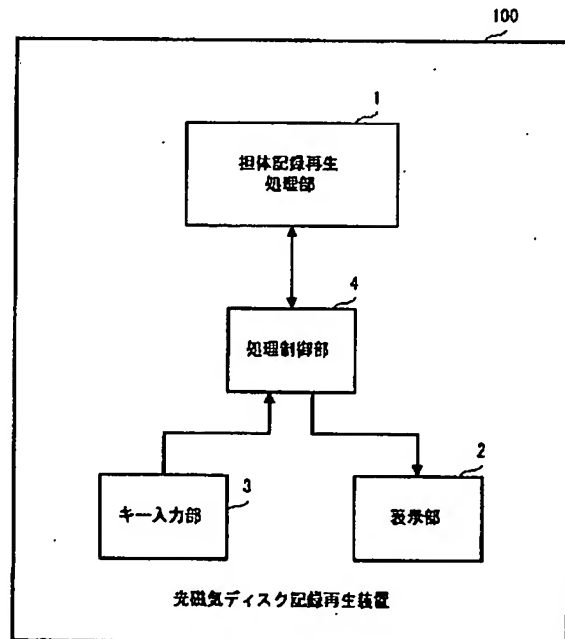 100
1
担体記録再生
処理部
4
処理制御部
3
キー入力部
2
表示部
光磁気ディスク記録再生装置